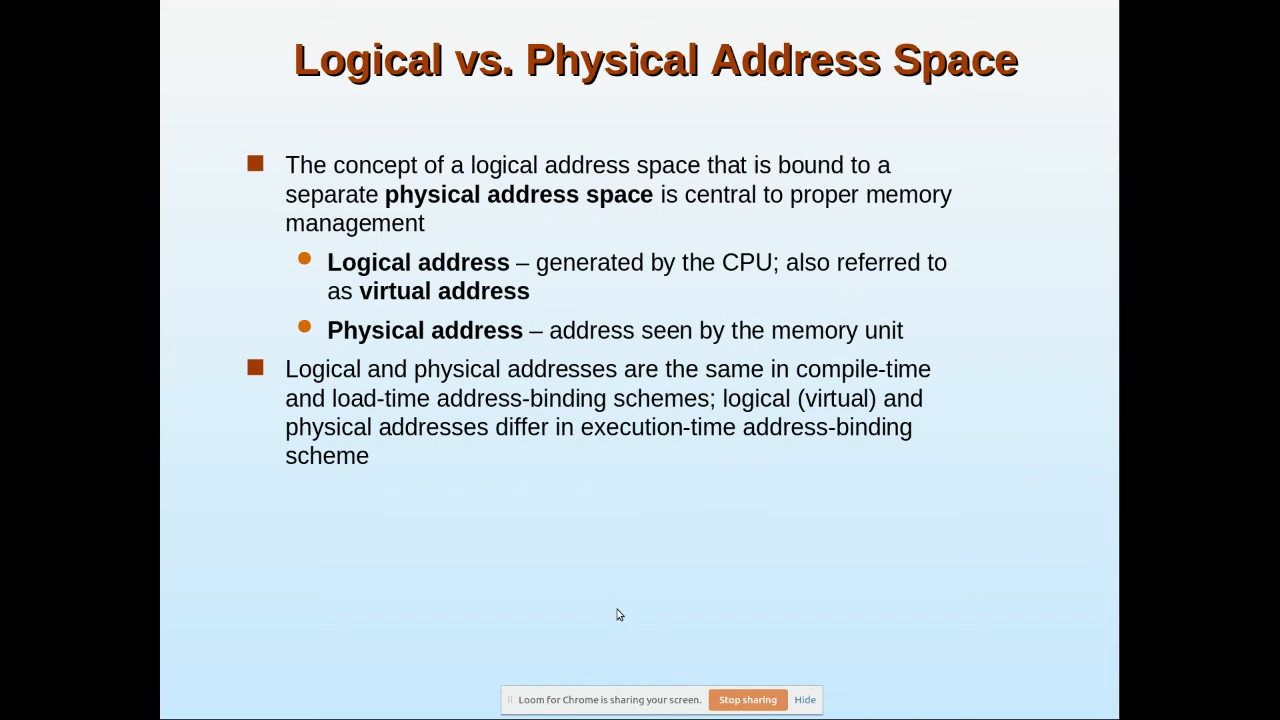 Logical vs. Physical Address Space
The concept of a logical address space that is bound to a
separate physical address space is central to proper memory
management
Logical address – generated by the CPU; also referred to
as virtual address
Physical address – address seen by the memory unit
Logical and physical addresses are the same in compile-time
and load-time address-binding schemes; logical (virtual) and
physical addresses differ in execution-time address-binding
scheme
Loom for Chrome is sharing your screen. Stop sharing Hide